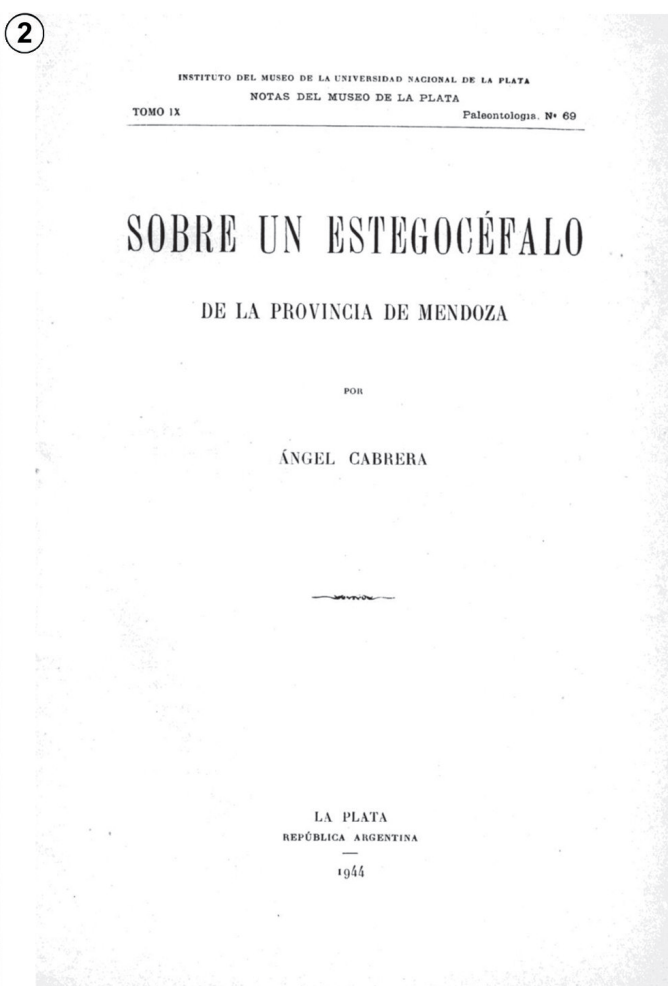 2
INSTITUTO DEL MUSEO DE LA UNIVERSIDAD NACIONAL DE LA PLATA
NOTAS DEL MUSEO DE LA PLATA
TOMO IX Paleontología. Nº 69
SOBRE UN ESTEGOCÉFALO
DE LA PROVINCIA DE MENDOZA
POR
ÁNGEL CABRERA
LA PLATA
REPÚBLICA ARGENTINA
1944